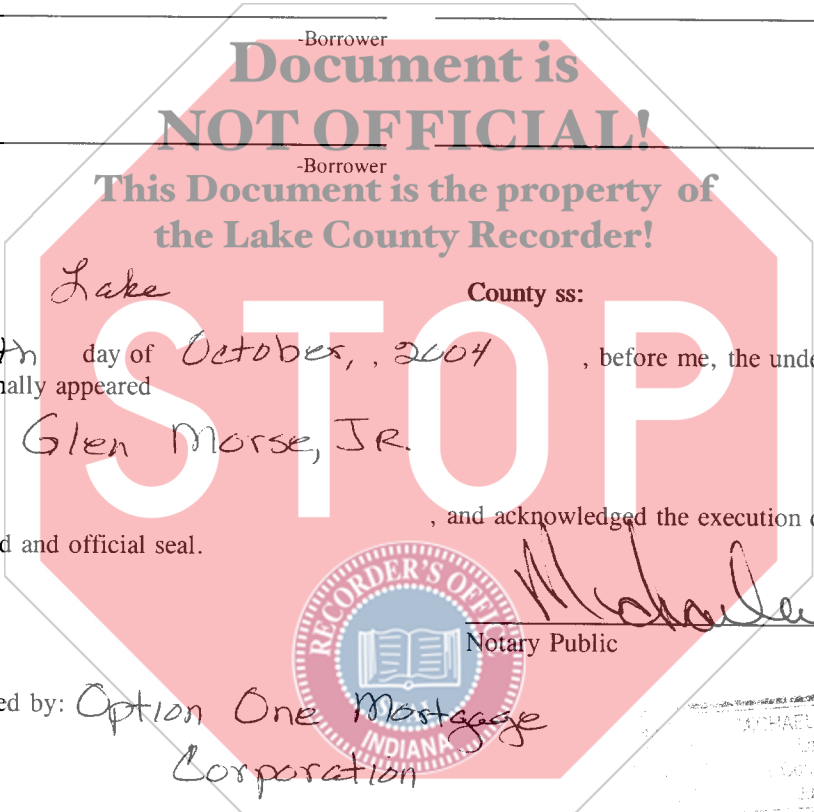 -Borrower
Document is
NOT OFFICIAL!
-Borrower
This Document is the property of
the Lake County Recorder!
Lake County ss:
th day of October, , 2004 , before me, the unde
nally appeared
Glen Morse, JR.
STOP
, and acknowledged the execution
d and official seal.
RECORDER'S OFFICE
Notary Public
ed by: Option One Mortgage
INDIANA
Corporation
MICHAEL